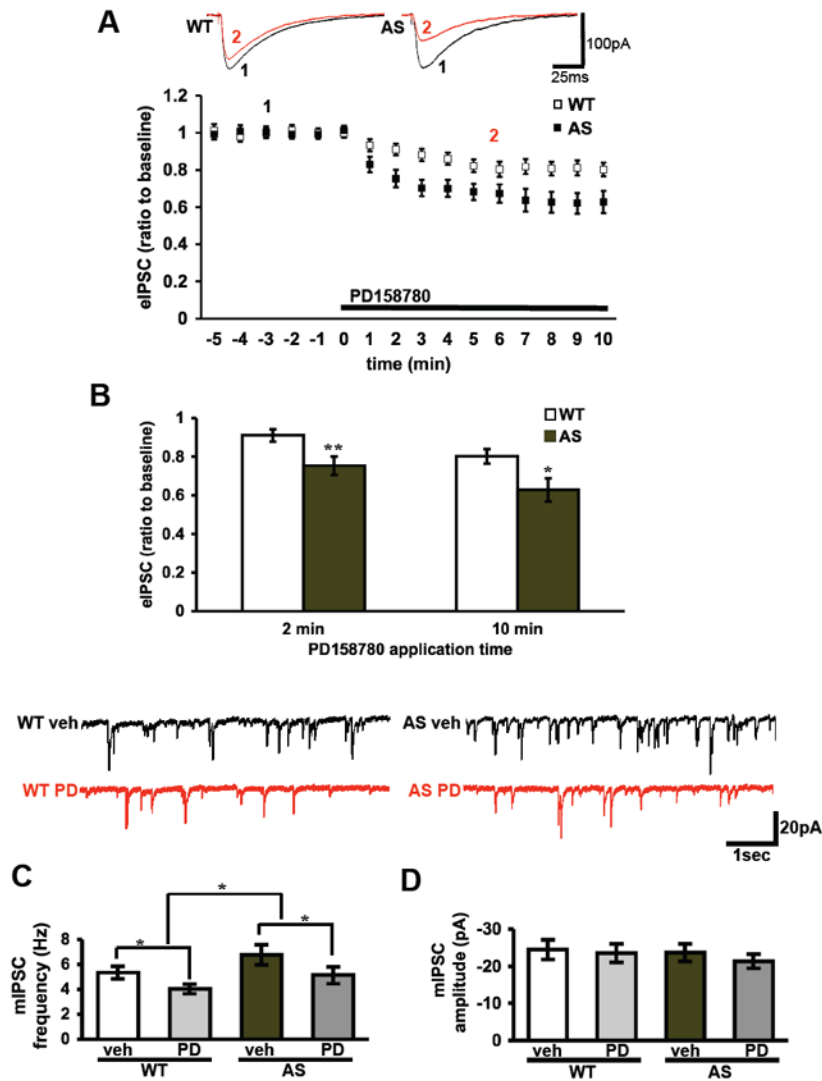 A
WT
2
1
AS
2
1
100pA
25ms
WT
AS
eIPSC (ratio to baseline)
1.2
1
0.8
0.6
0.4
0.2
0
1
2
PD158780
-5 -4 -3 -2 -1 0 1 2 3 4 5 6 7 8 9 10
time (min)
B
WT
AS
eIPSC (ratio to baseline)
1
0.8
0.6
0.4
0.2
0
**
*
2 min 10 min
PD158780 application time
WT veh
AS veh
WT PD
AS PD
20pA
1sec
C
mIPSC
frequency (Hz)
8
6
4
2
0
*
*
*
veh PD veh PD
WT AS
D
mIPSC
amplitude (pA)
-30
-20
-10
0
veh PD veh PD
WT AS